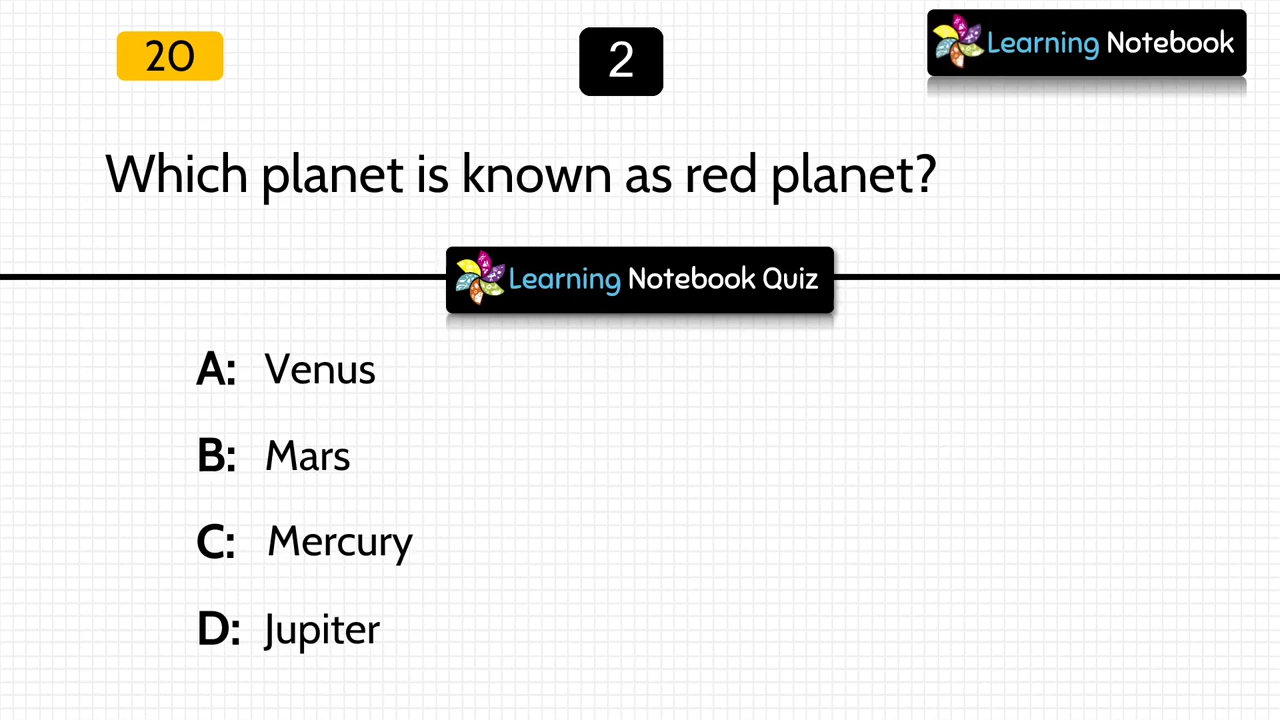 20
2
Learning Notebook
Which planet is known as red planet?
Learning Notebook Quiz
A: Venus
B: Mars
C: Mercury
D: Jupiter